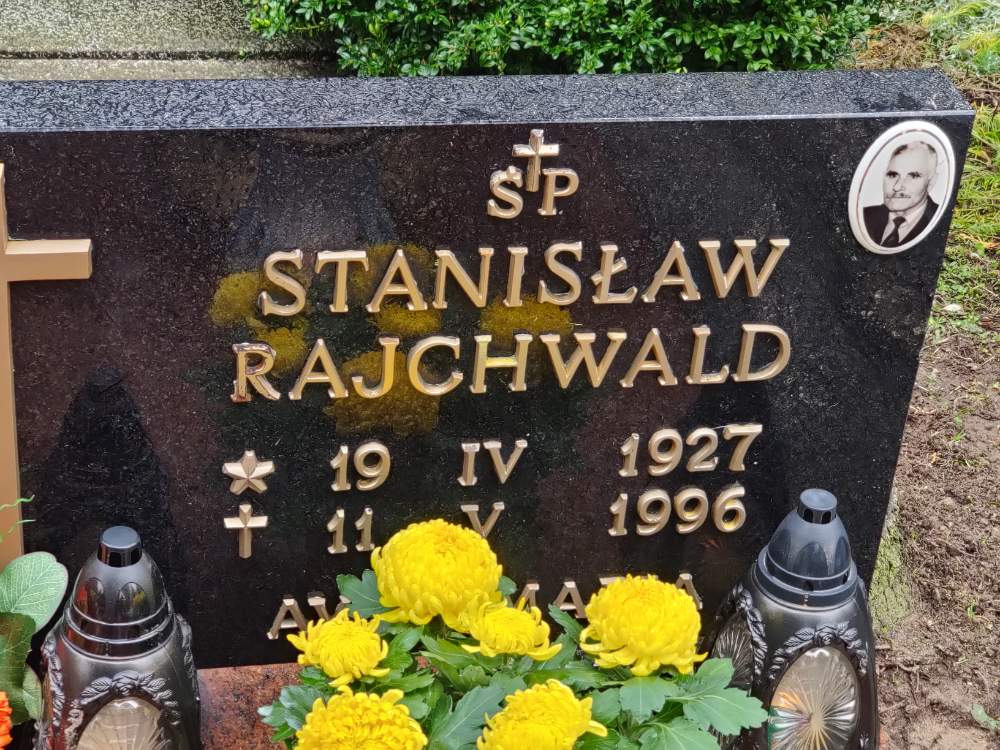 ŚP
STANISŁAW
RAJCHWALD
19 IV 1927
11 V 1996